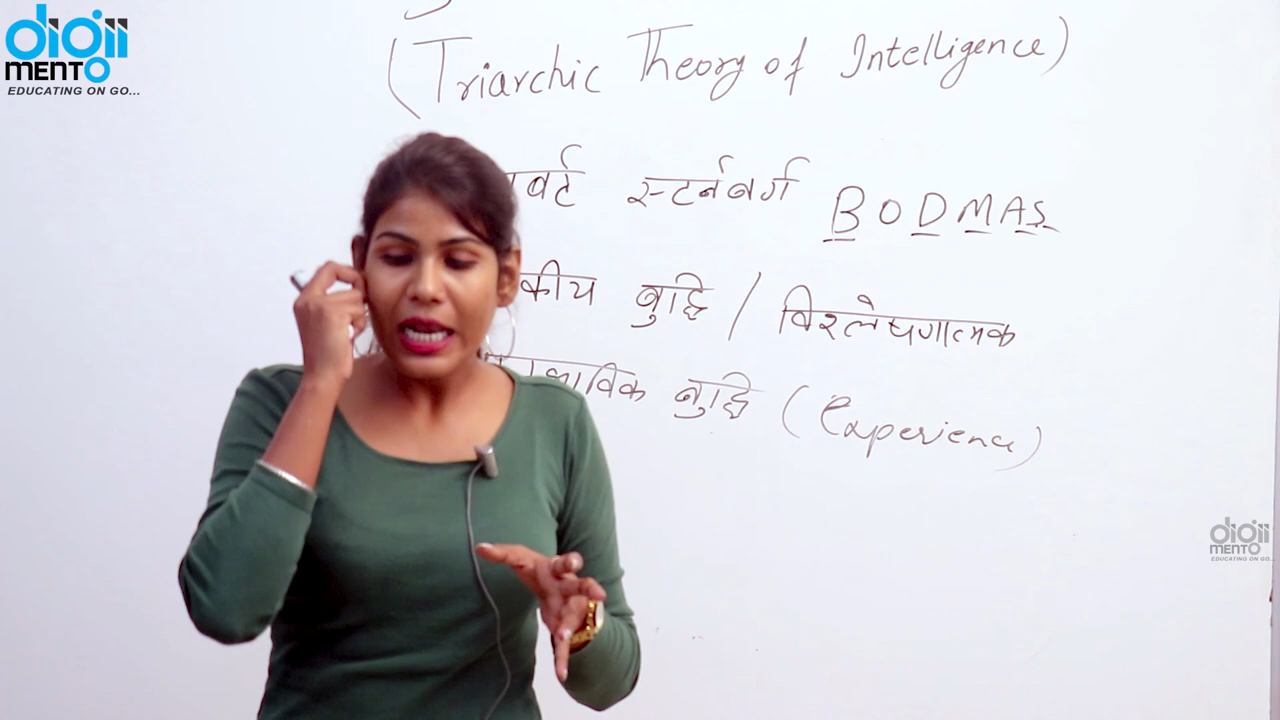 digii
MENTO
EDUCATING ON GO...
(Triarchic Theory of Intelligence)
बर्ट स्टर्नबर्ग BODMAS
कीय बुद्धि / विश्लेषणात्मक
भाविक बुद्धि (Experience)
digii
MENTO
EDUCATING ON GO...